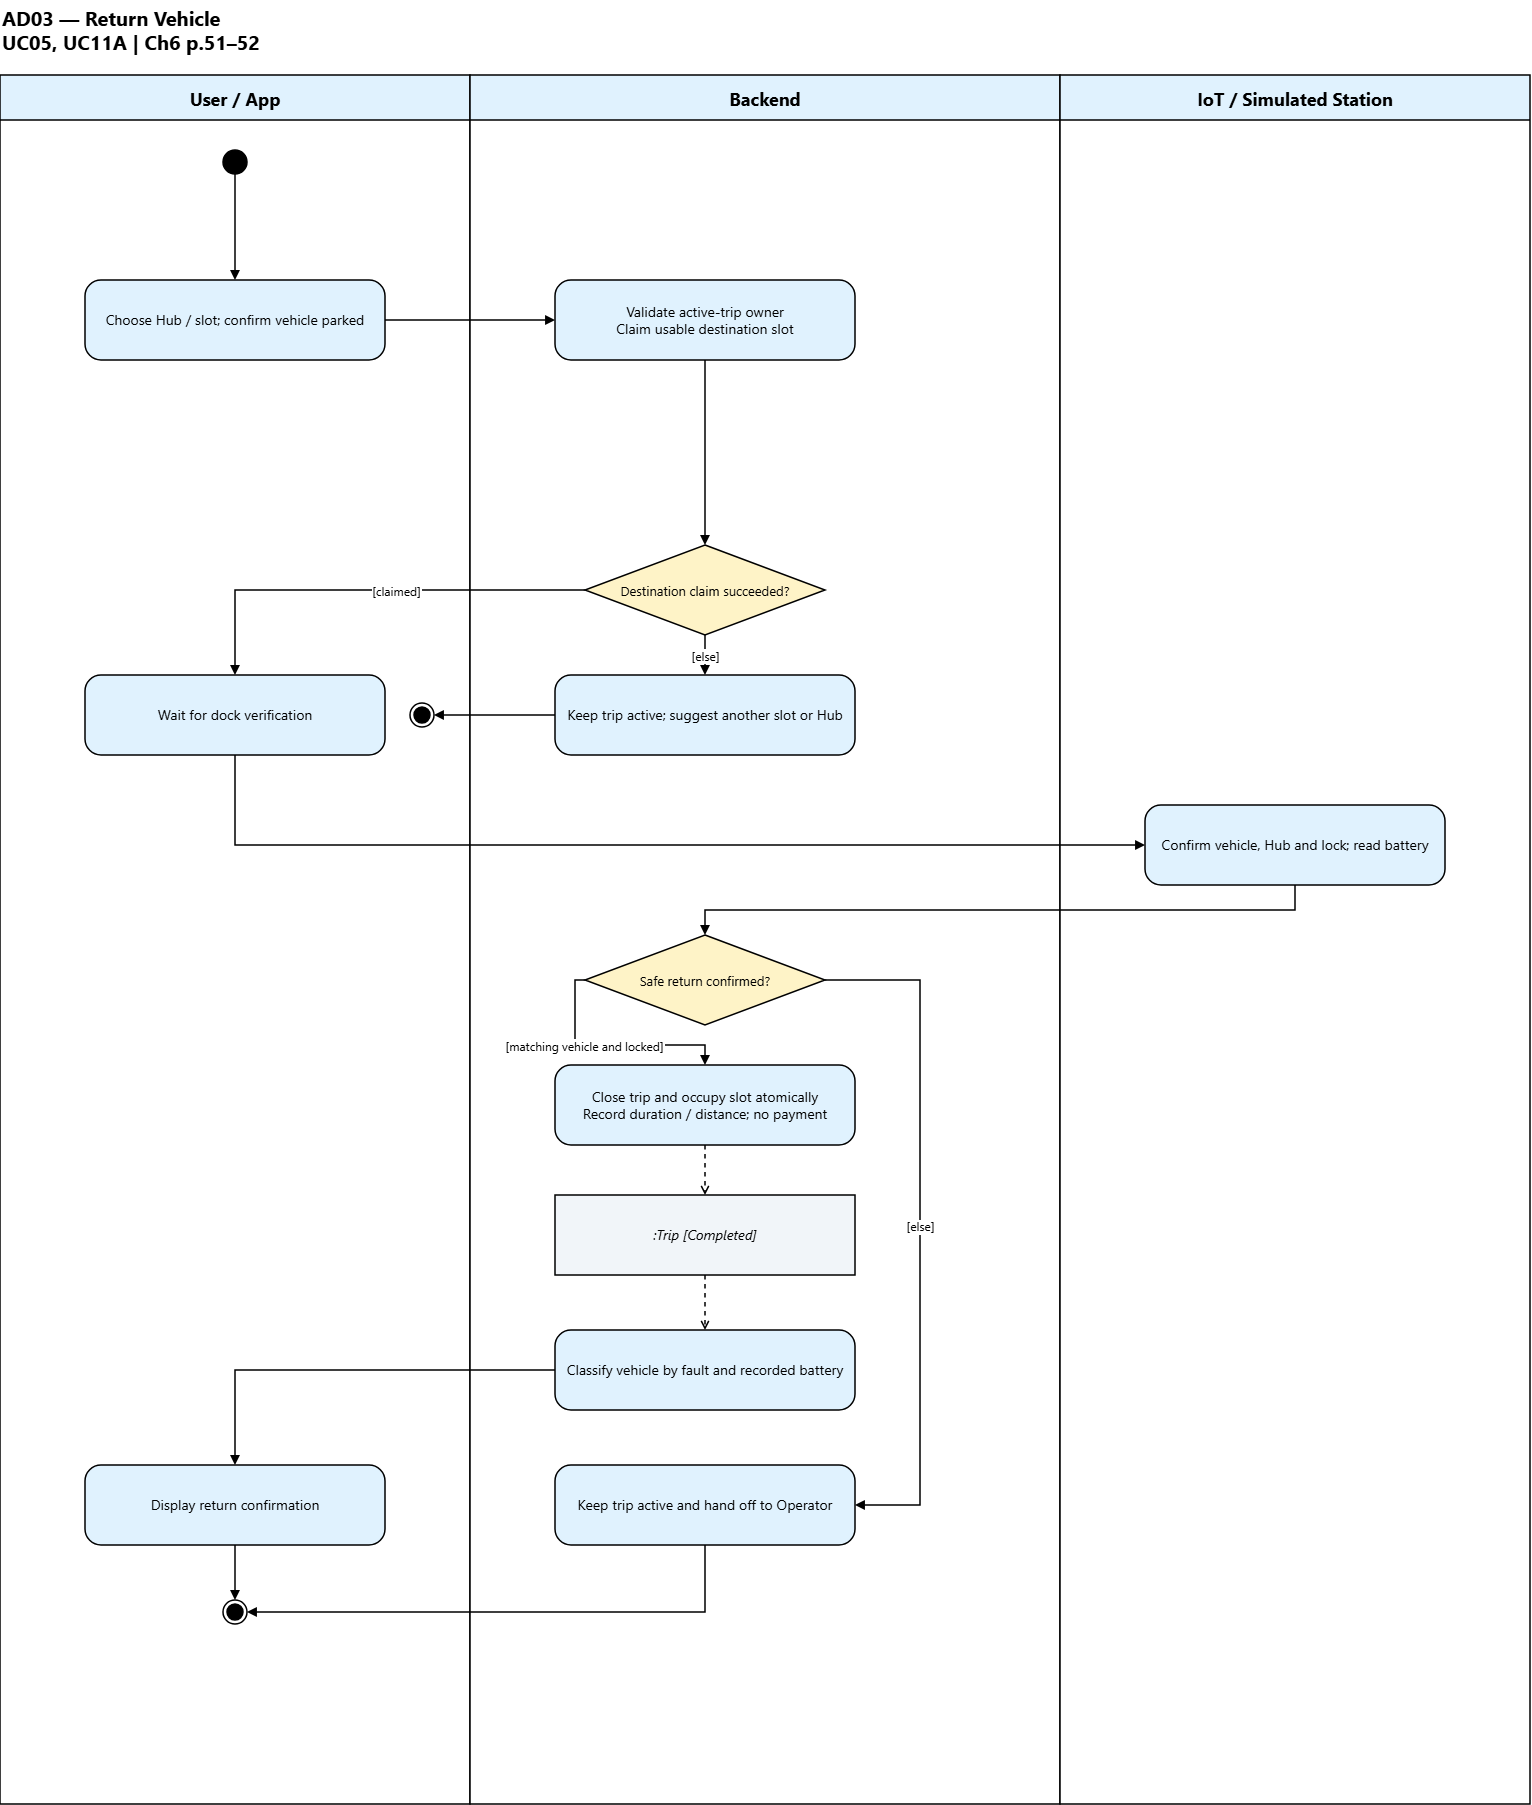 AD03 — Return Vehicle
UC05, UC11A | Ch6 p.51–52
User / App
Backend
IoT / Simulated Station
Choose Hub / slot; confirm vehicle parked
Validate active-trip owner
Claim usable destination slot
Destination claim succeeded?
[claimed]
[else]
Wait for dock verification
Keep trip active; suggest another slot or Hub
Confirm vehicle, Hub and lock; read battery
Safe return confirmed?
[matching vehicle and locked]
Close trip and occupy slot atomically
Record duration / distance; no payment
:Trip [Completed]
[else]
Classify vehicle by fault and recorded battery
Display return confirmation
Keep trip active and hand off to Operator